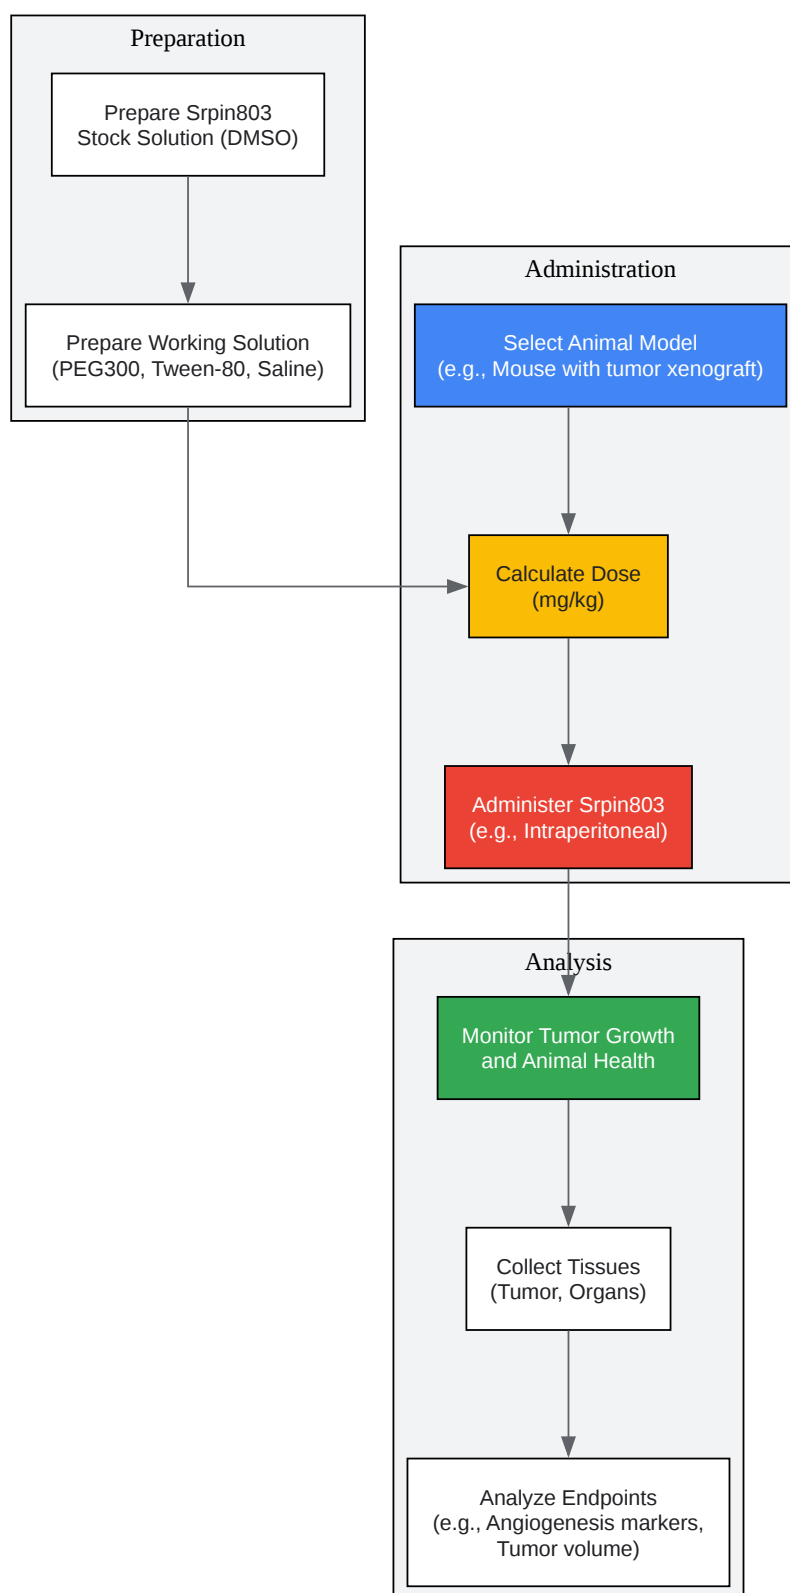 Preparation
Prepare Srpin803
Stock Solution (DMSO)
Prepare Working Solution
(PEG300, Tween-80, Saline)
Administration
Select Animal Model
(e.g., Mouse with tumor xenograft)
Calculate Dose
(mg/kg)
Administer Srpin803
(e.g., Intraperitoneal)
Analysis
Monitor Tumor Growth
and Animal Health
Collect Tissues
(Tumor, Organs)
Analyze Endpoints
(e.g., Angiogenesis markers,
Tumor volume)